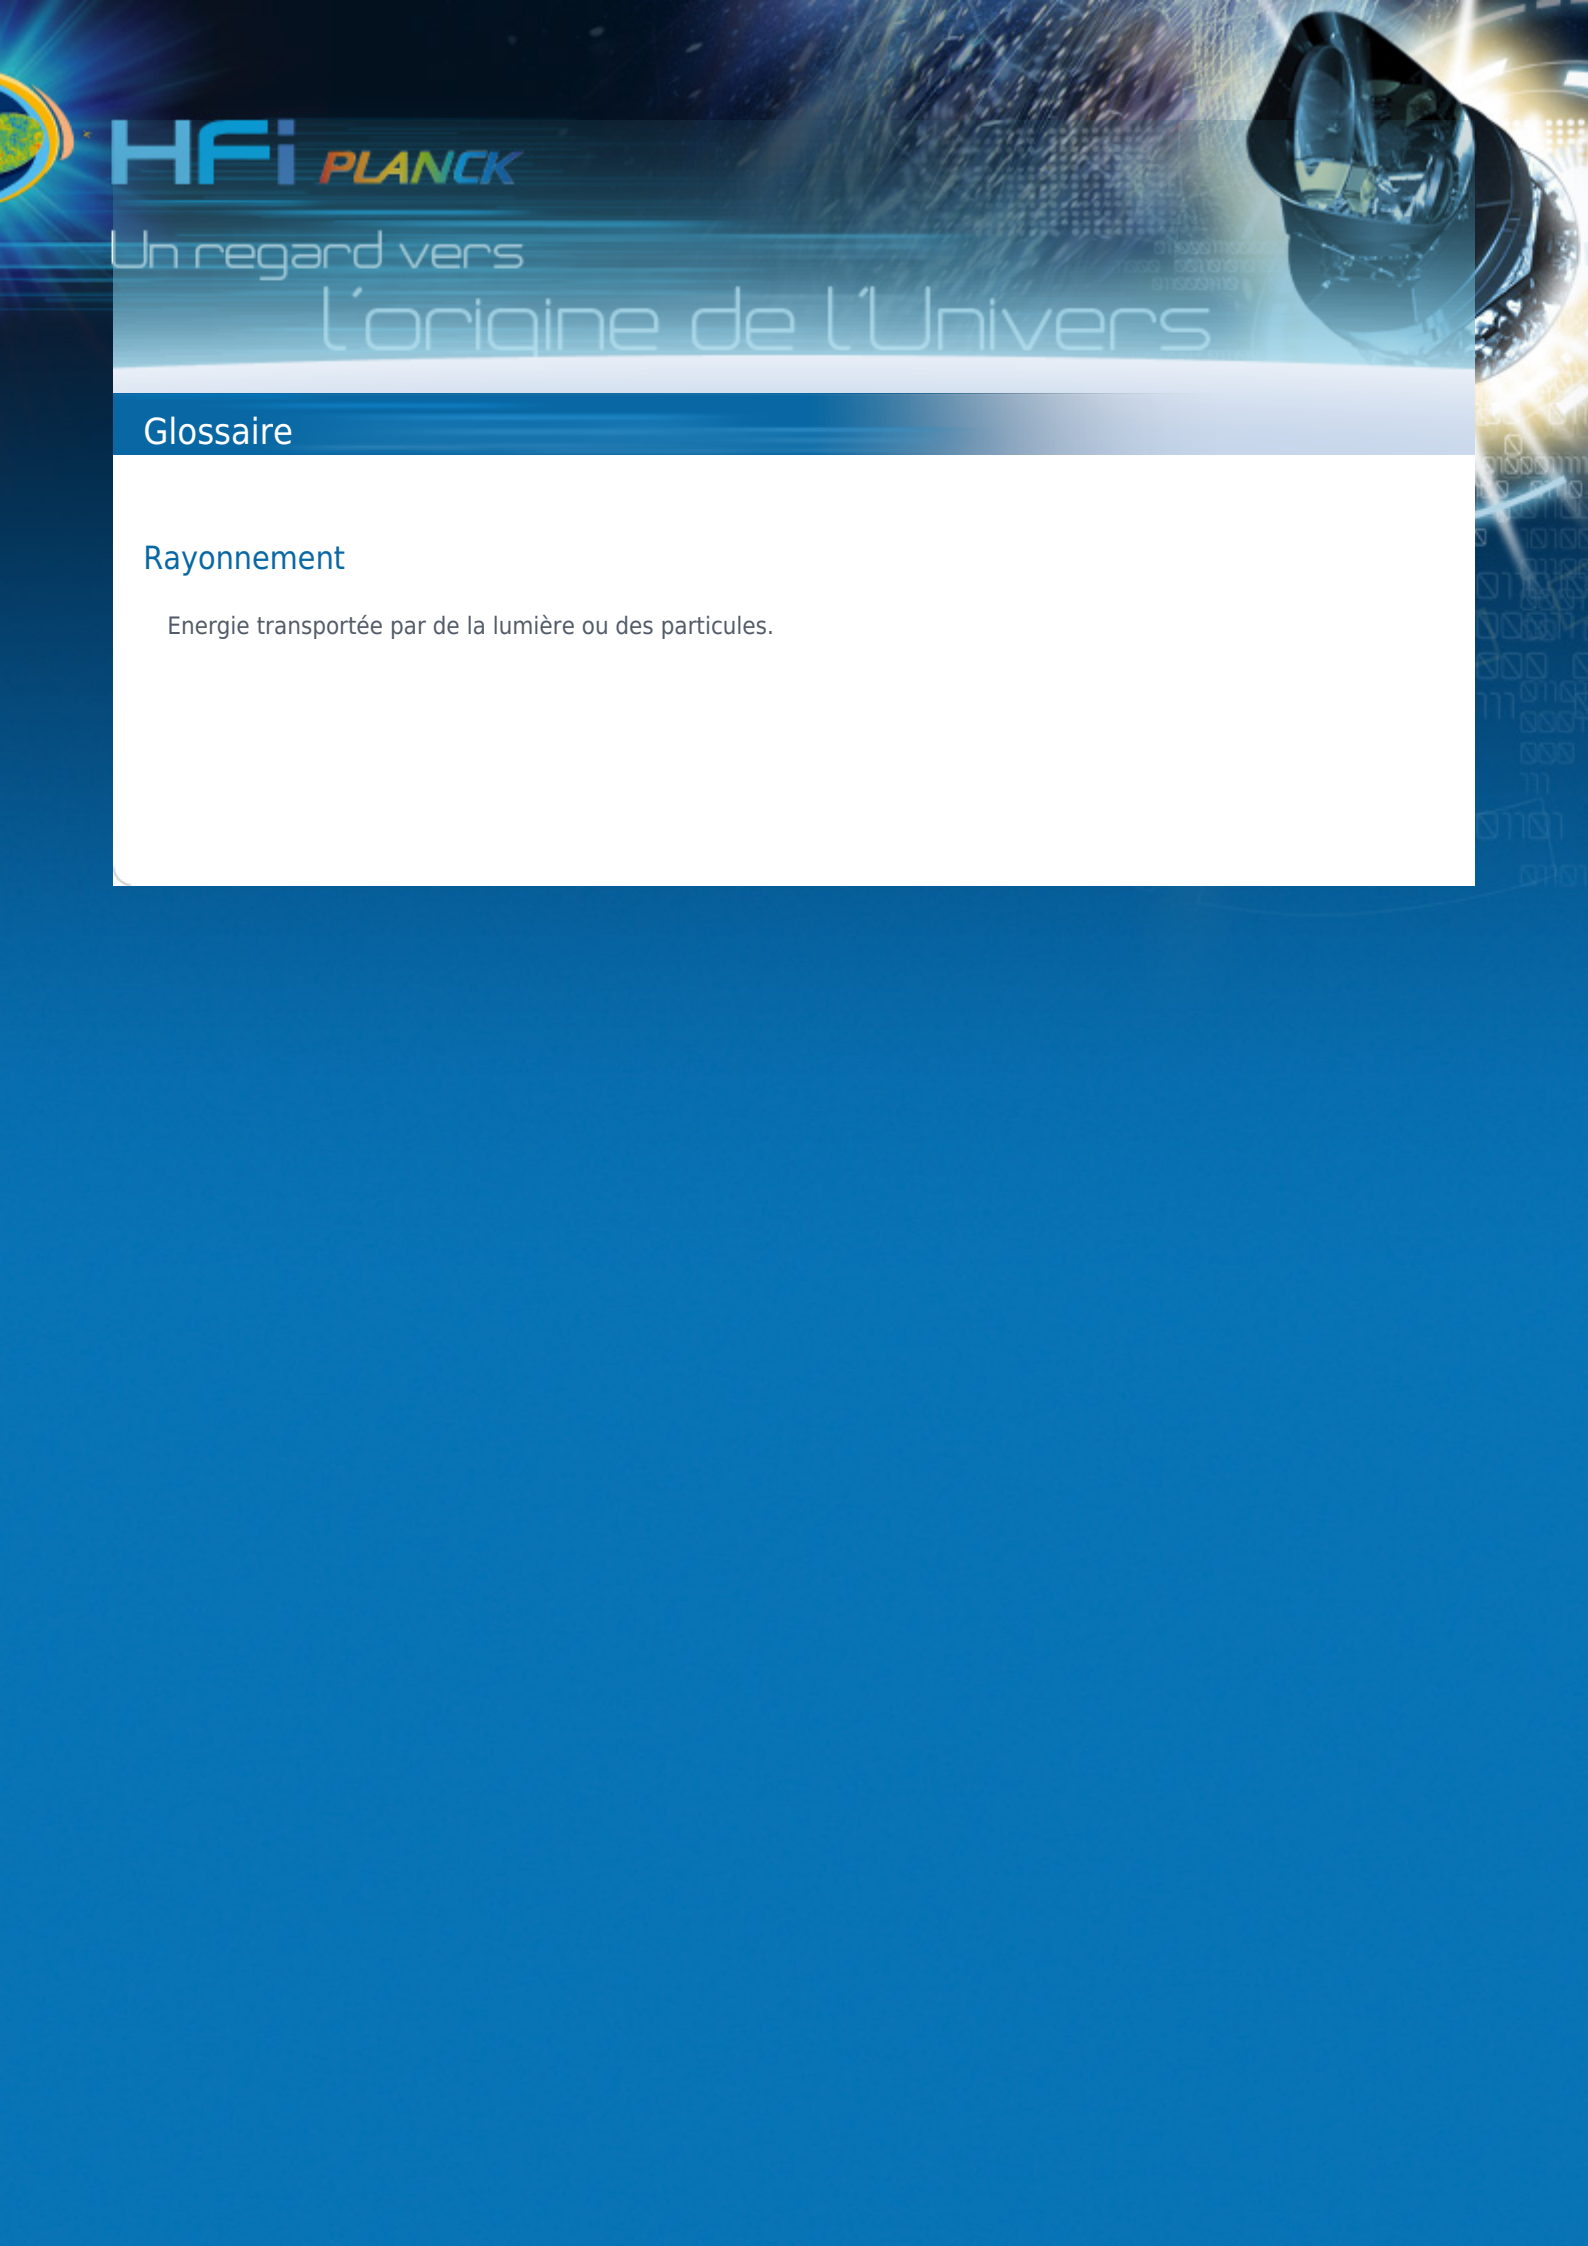 HFi PLANCK
Un regard vers
l'origine de l'Univers
Glossaire
Rayonnement
Energie transportée par de la lumière ou des particules.